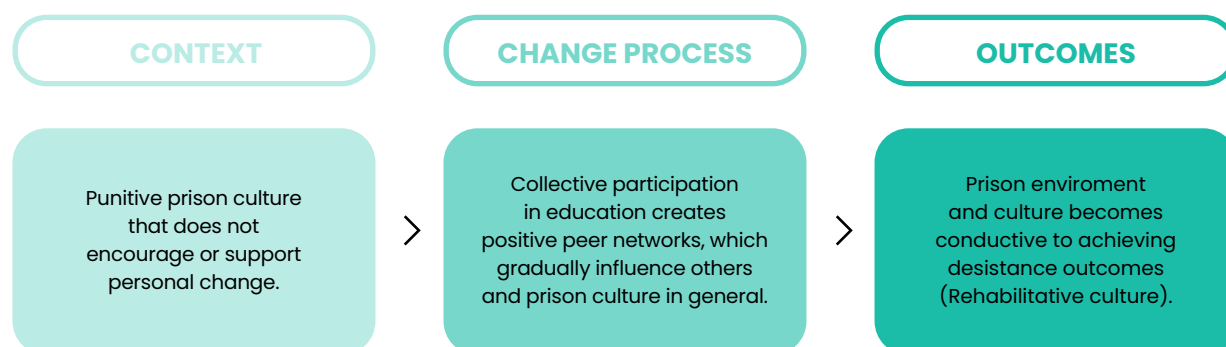 CONTEXT
CHANGE PROCESS
OUTCOMES
Punitive prison culture
that does not
encourage or support
personal change.
Collective participation
in education creates
positive peer networks, which
gradually influence others
and prison culture in general.
Prison enviroment
and culture becomes
conductive to achieving
desistance outcomes
(Rehabilitative culture).